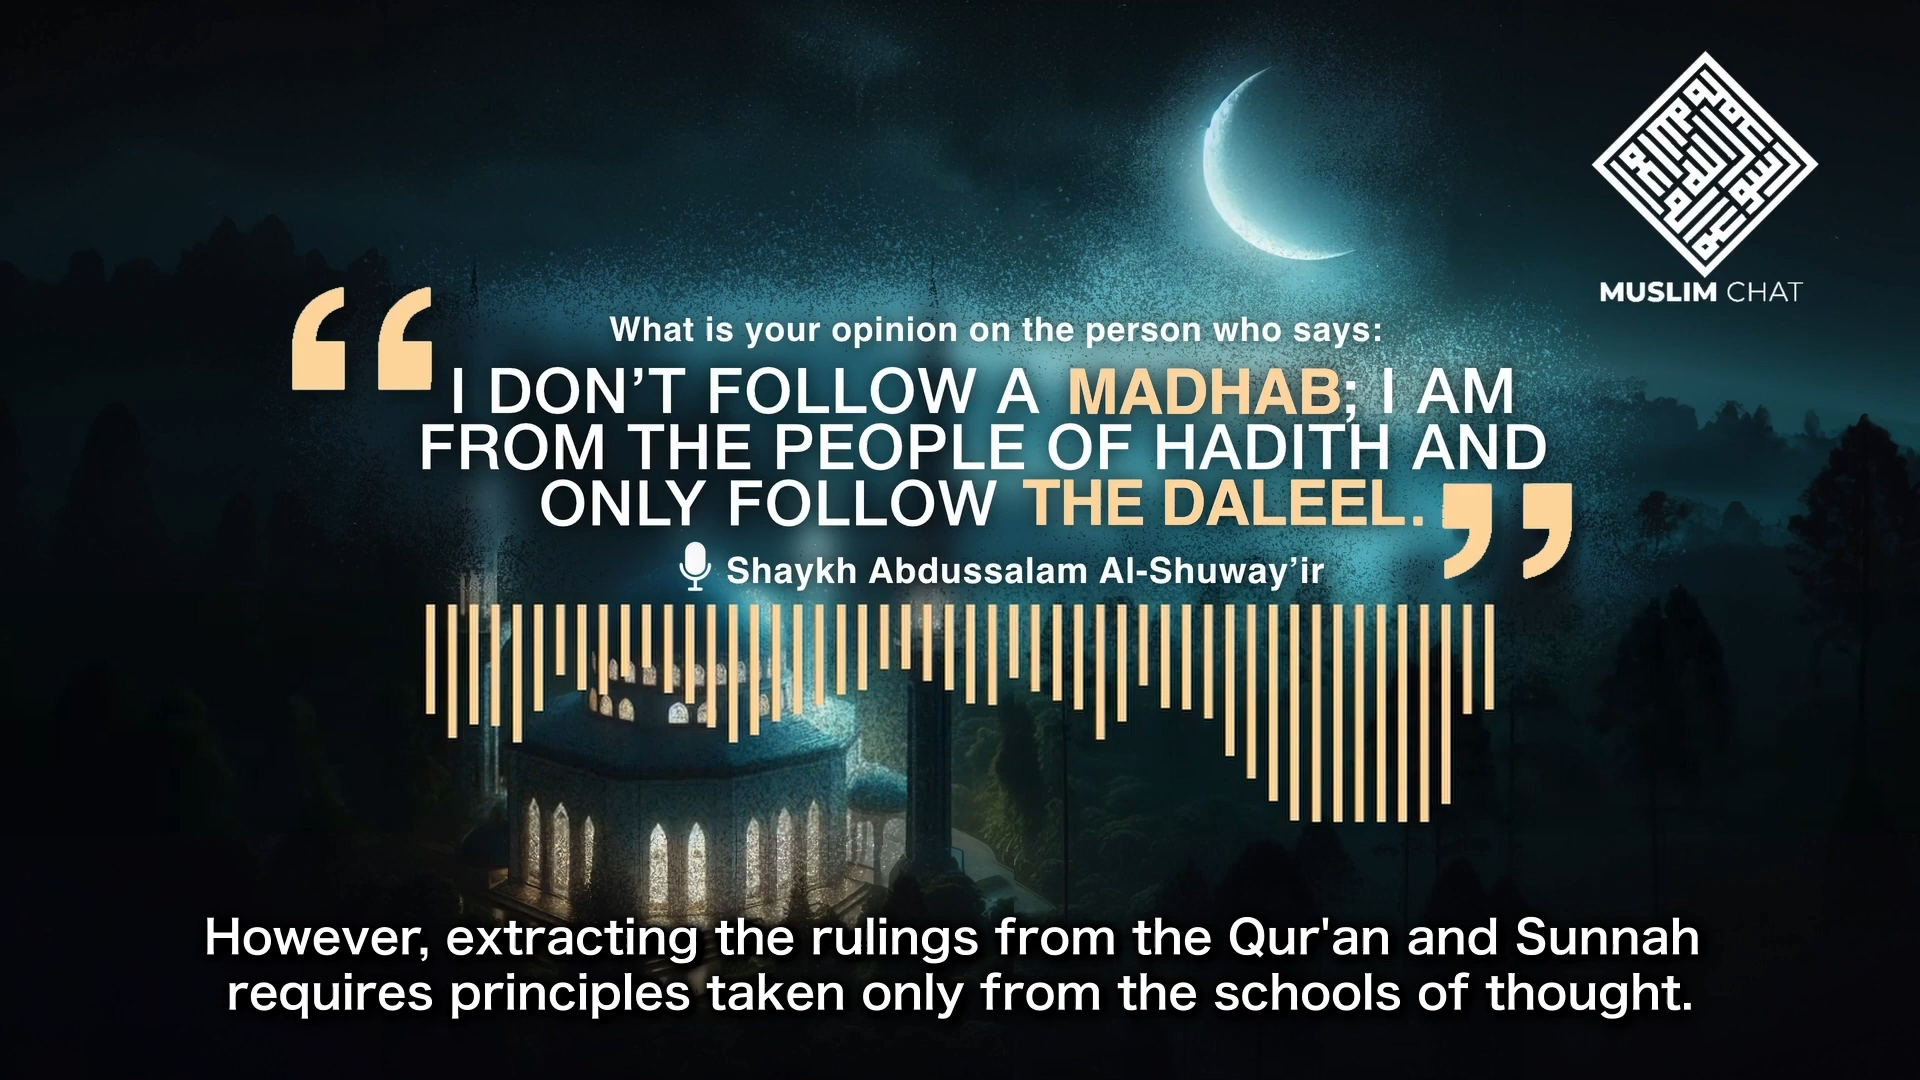 MUSLIM CHAT
What is your opinion on the person who says:
“I DON’T FOLLOW A MADHAB; I AM
FROM THE PEOPLE OF HADITH AND
ONLY FOLLOW THE DALEEL.”
Shaykh Abdussalam Al-Shuway’ir
However, extracting the rulings from the Qur'an and Sunnah
requires principles taken only from the schools of thought.